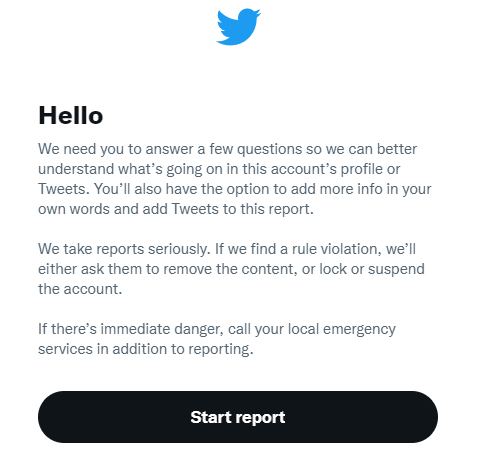 Hello
We need you to answer a few questions so we can better
understand what's going on in this account's profile or
Tweets. You'll also have the option to add more info in your
own words and add Tweets to this report.
We take reports seriously. If we find a rule violation, we'll
either ask them to remove the content, or lock or suspend
the account.
If there's immediate danger, call your local emergency
services in addition to reporting.
Start report